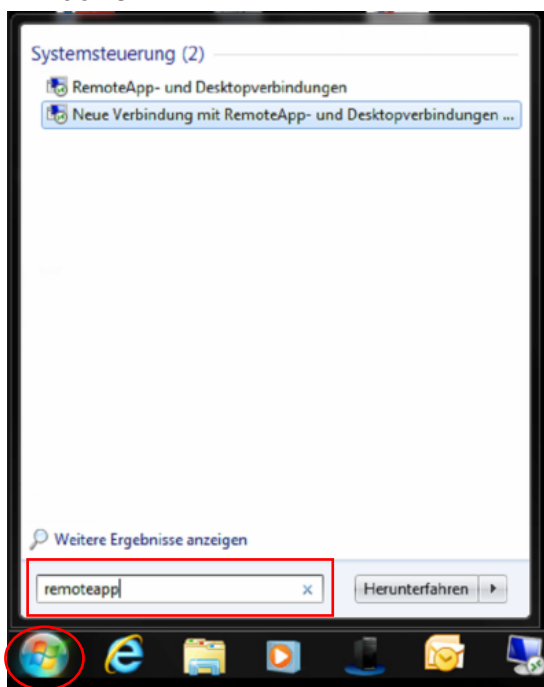 Systemsteuerung (2)
RemoteApp- und Desktopverbindungen
Neue Verbindung mit RemoteApp- und Desktopverbindungen ...
Weitere Ergebnisse anzeigen
remoteapp
Herunterfahren